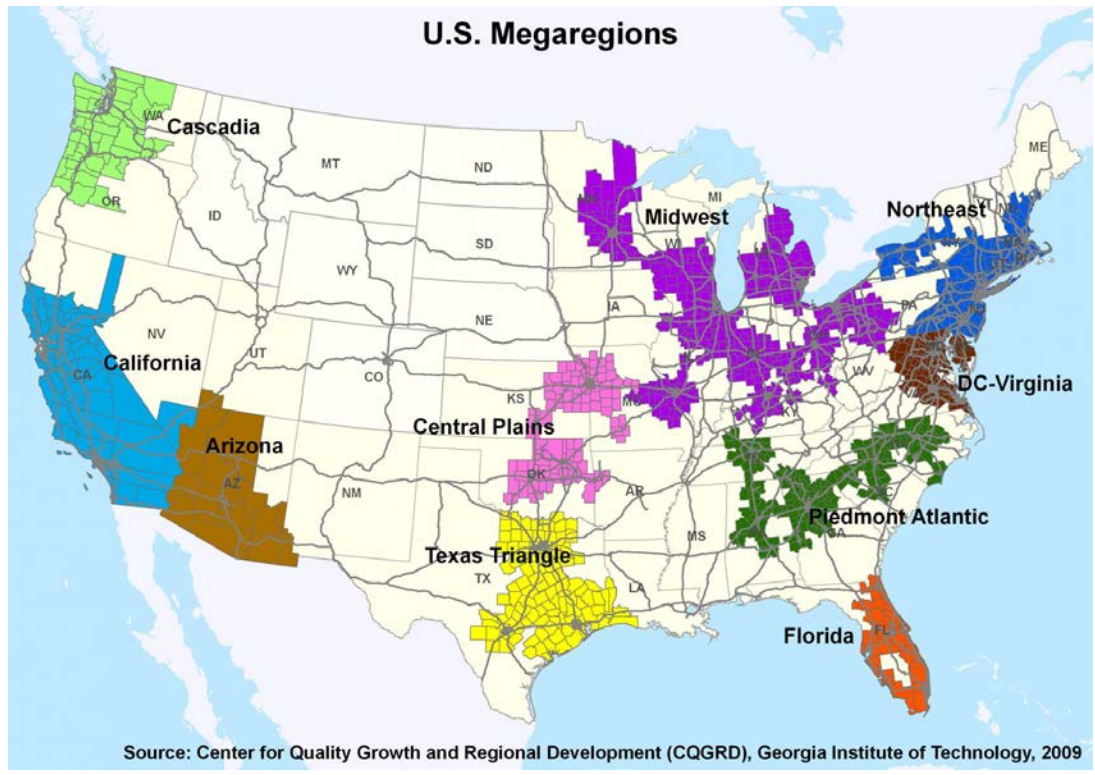 U.S. Megaregions
WA
Cascadia
MT
ND
ME
OR
ID
MI
Midwest
Northeast
WI
SD
WY
PA
IA
NV
NE
UT
California
CA
CO
WV
DC-Virginia
KS
MO
KY
Central Plains
Arizona
AZ
OK
NM
AR
Piedmont Atlantic
MS
GA
Texas Triangle
TX
LA
Florida
FL
Source: Center for Quality Growth and Regional Development (CQGRD), Georgia Institute of Technology, 2009